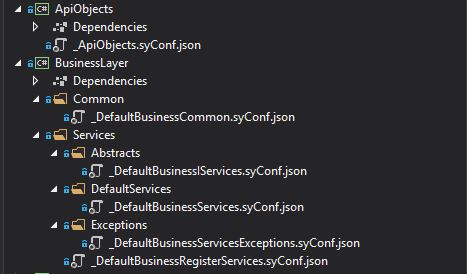 C# ApiObjects
Dependencies
_ApiObjects.syConf.json
C# BusinessLayer
Dependencies
Common
_DefaultBusinessCommon.syConf.json
Services
Abstracts
_DefaultBusinessIServices.syConf.json
DefaultServices
_DefaultBusinessServices.syConf.json
Exceptions
_DefaultBusinessServicesExceptions.syConf.json
_DefaultBusinessRegisterServices.syConf.json